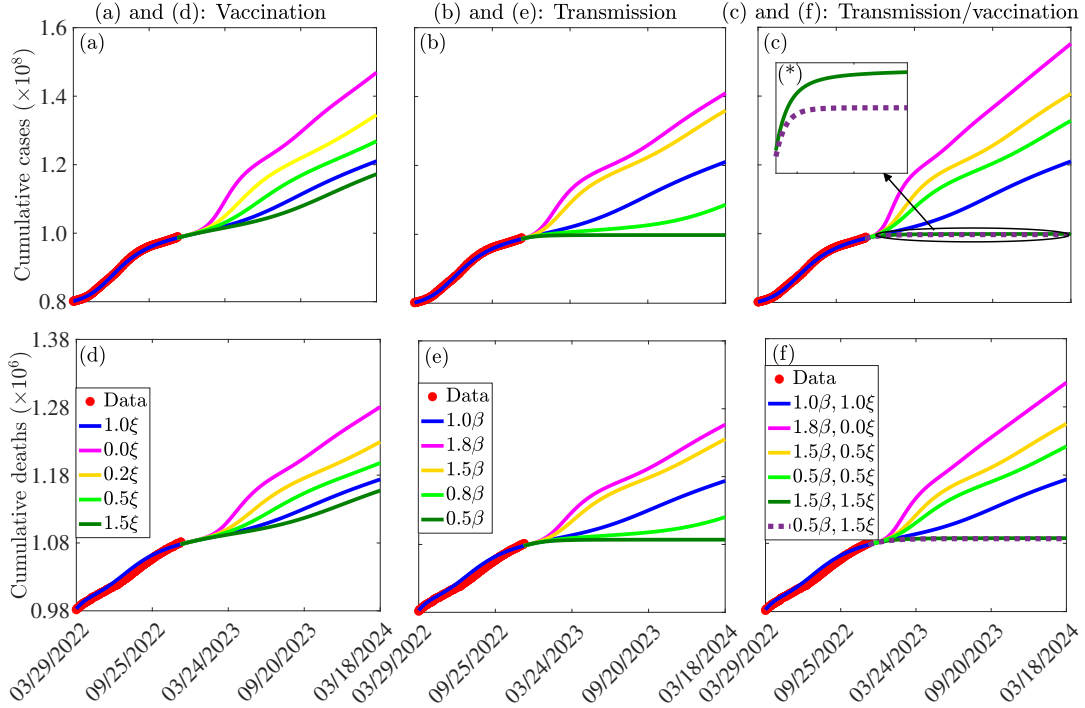 (a) and (d): Vaccination
(b) and (e): Transmission
(c) and (f): Transmission/vaccination
Cumulative cases (×10⁸)
1.6
1.4
1.2
1.0
0.8
(a)
(b)
(c)
(*)
Cumulative deaths (×10⁶)
1.38
1.28
1.18
1.08
0.98
(d)
Data
1.0ξ
0.0ξ
0.2ξ
0.5ξ
1.5ξ
(e)
Data
1.0β
1.8β
1.5β
0.8β
0.5β
(f)
Data
1.0β, 1.0ξ
1.8β, 0.0ξ
1.5β, 0.5ξ
0.5β, 0.5ξ
1.5β, 1.5ξ
0.5β, 1.5ξ
03/29/2022
09/25/2022
03/24/2023
09/20/2023
03/18/2024
03/29/2022
09/25/2022
03/24/2023
09/20/2023
03/18/2024
03/29/2022
09/25/2022
03/24/2023
09/20/2023
03/18/2024